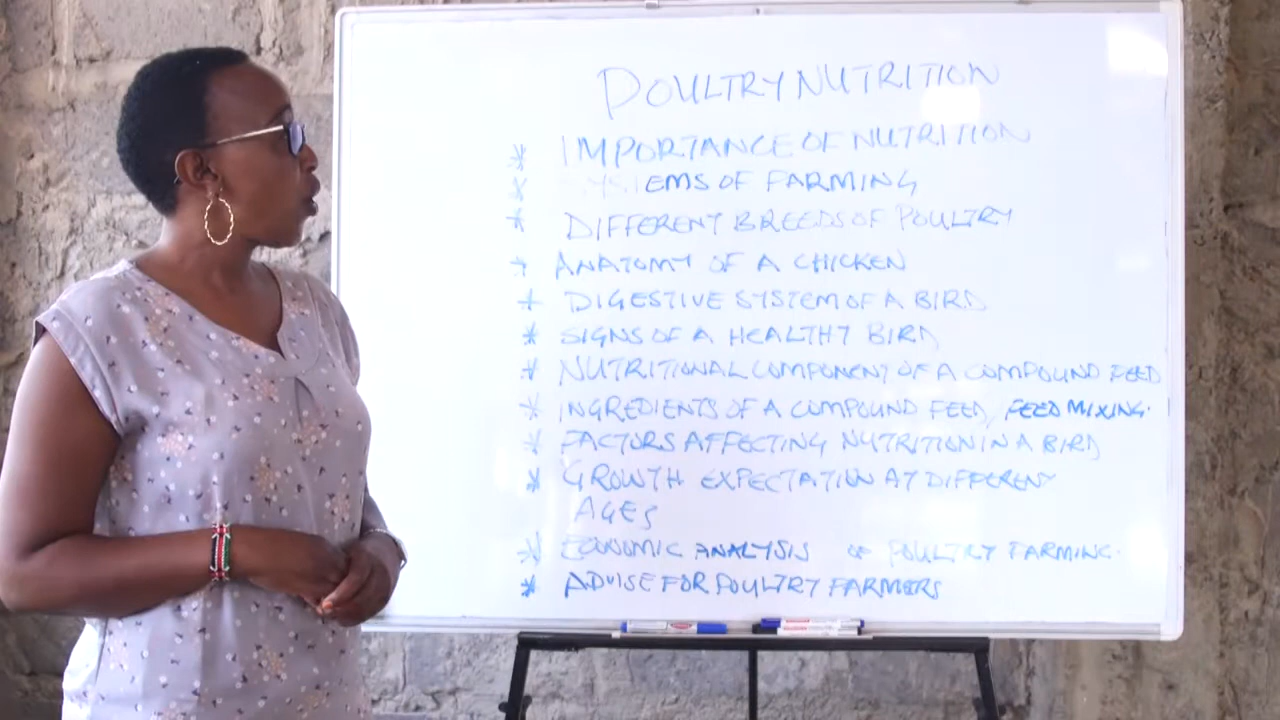 POULTRY NUTRITION
* IMPORTANCE OF NUTRITION
* SYSTEMS OF FARMING
* DIFFERENT BREEDS OF POULTRY
* ANATOMY OF A CHICKEN
* DIGESTIVE SYSTEM OF A BIRD
* SIGNS OF A HEALTHY BIRD
* NUTRITIONAL COMPONENT OF A COMPOUND FEED
* INGREDIENTS OF A COMPOUND FEED / FEED MIXING.
* FACTORS AFFECTING NUTRITION IN A BIRD
* GROWTH EXPECTATION AT DIFFERENT
AGES
* ECONOMIC ANALYSIS OF POULTRY FARMING.
* ADVISE FOR POULTRY FARMERS